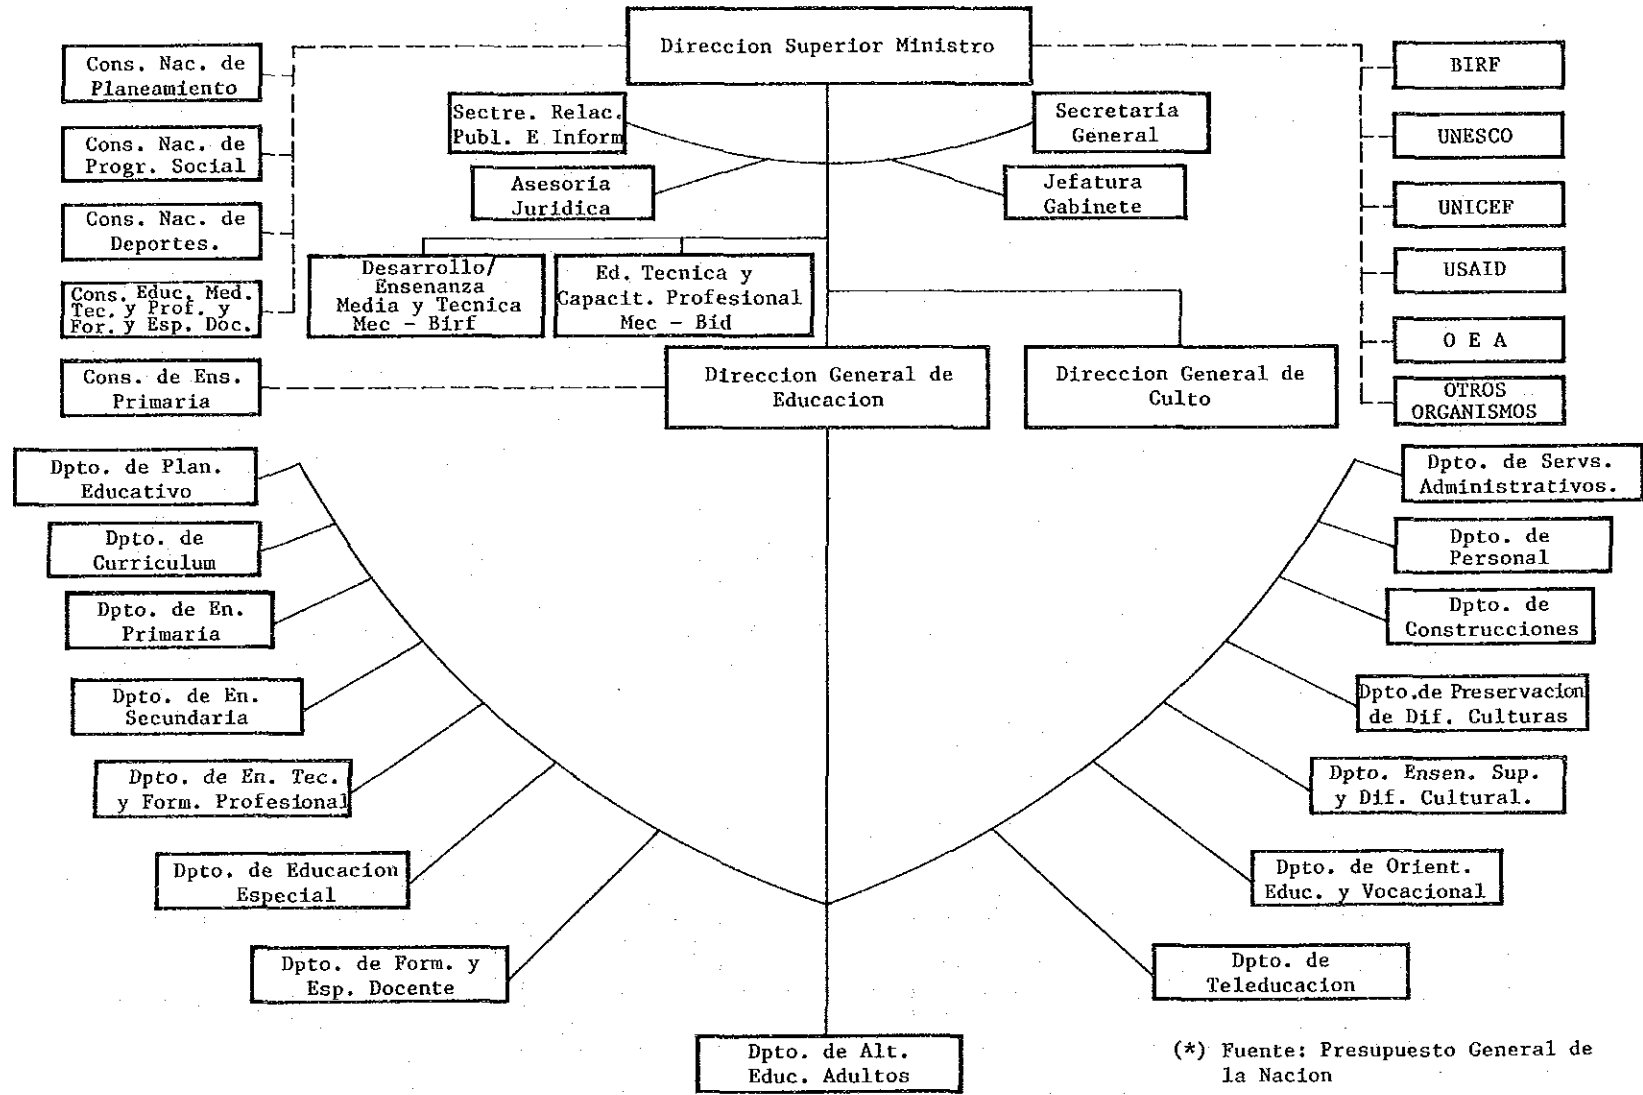 Direccion Superior Ministro
Cons. Nac. de
Planeamiento
Cons. Nac. de
Progr. Social
Cons. Nac. de
Deportes.
Cons. Educ. Med.
Tec. y Prof. y
For. y Esp. Doc.
Cons. de Ens.
Primaria
Sectre. Relac.
Publ. E Inform
Asesoría
Juridica
Secretaría
General
Jefatura
Gabinete
BIRF
UNESCO
UNICEF
USAID
O E A
OTROS
ORGANISMOS
Desarrollo/
Ensenanza
Media y Tecnica
Mec - Birf
Ed. Tecnica y
Capacit. Profesional
Mec - Bid
Direccion General de
Educacion
Direccion General de
Culto
Dpto. de Plan.
Educativo
Dpto. de
Curriculum
Dpto. de En.
Primaria
Dpto. de En.
Secundaria
Dpto. de En. Tec.
y Form. Profesional
Dpto. de Educacion
Especial
Dpto. de Form. y
Esp. Docente
Dpto. de Servs.
Administrativos.
Dpto. de
Personal
Dpto. de
Construcciones
Dpto.de Preservacion
de Dif. Culturas
Dpto. Ensen. Sup.
y Dif. Cultural.
Dpto. de Orient.
Educ. y Vocacional
Dpto. de
Teleducacion
Dpto. de Alt.
Educ. Adultos
(*) Fuente: Presupuesto General de
la Nacion